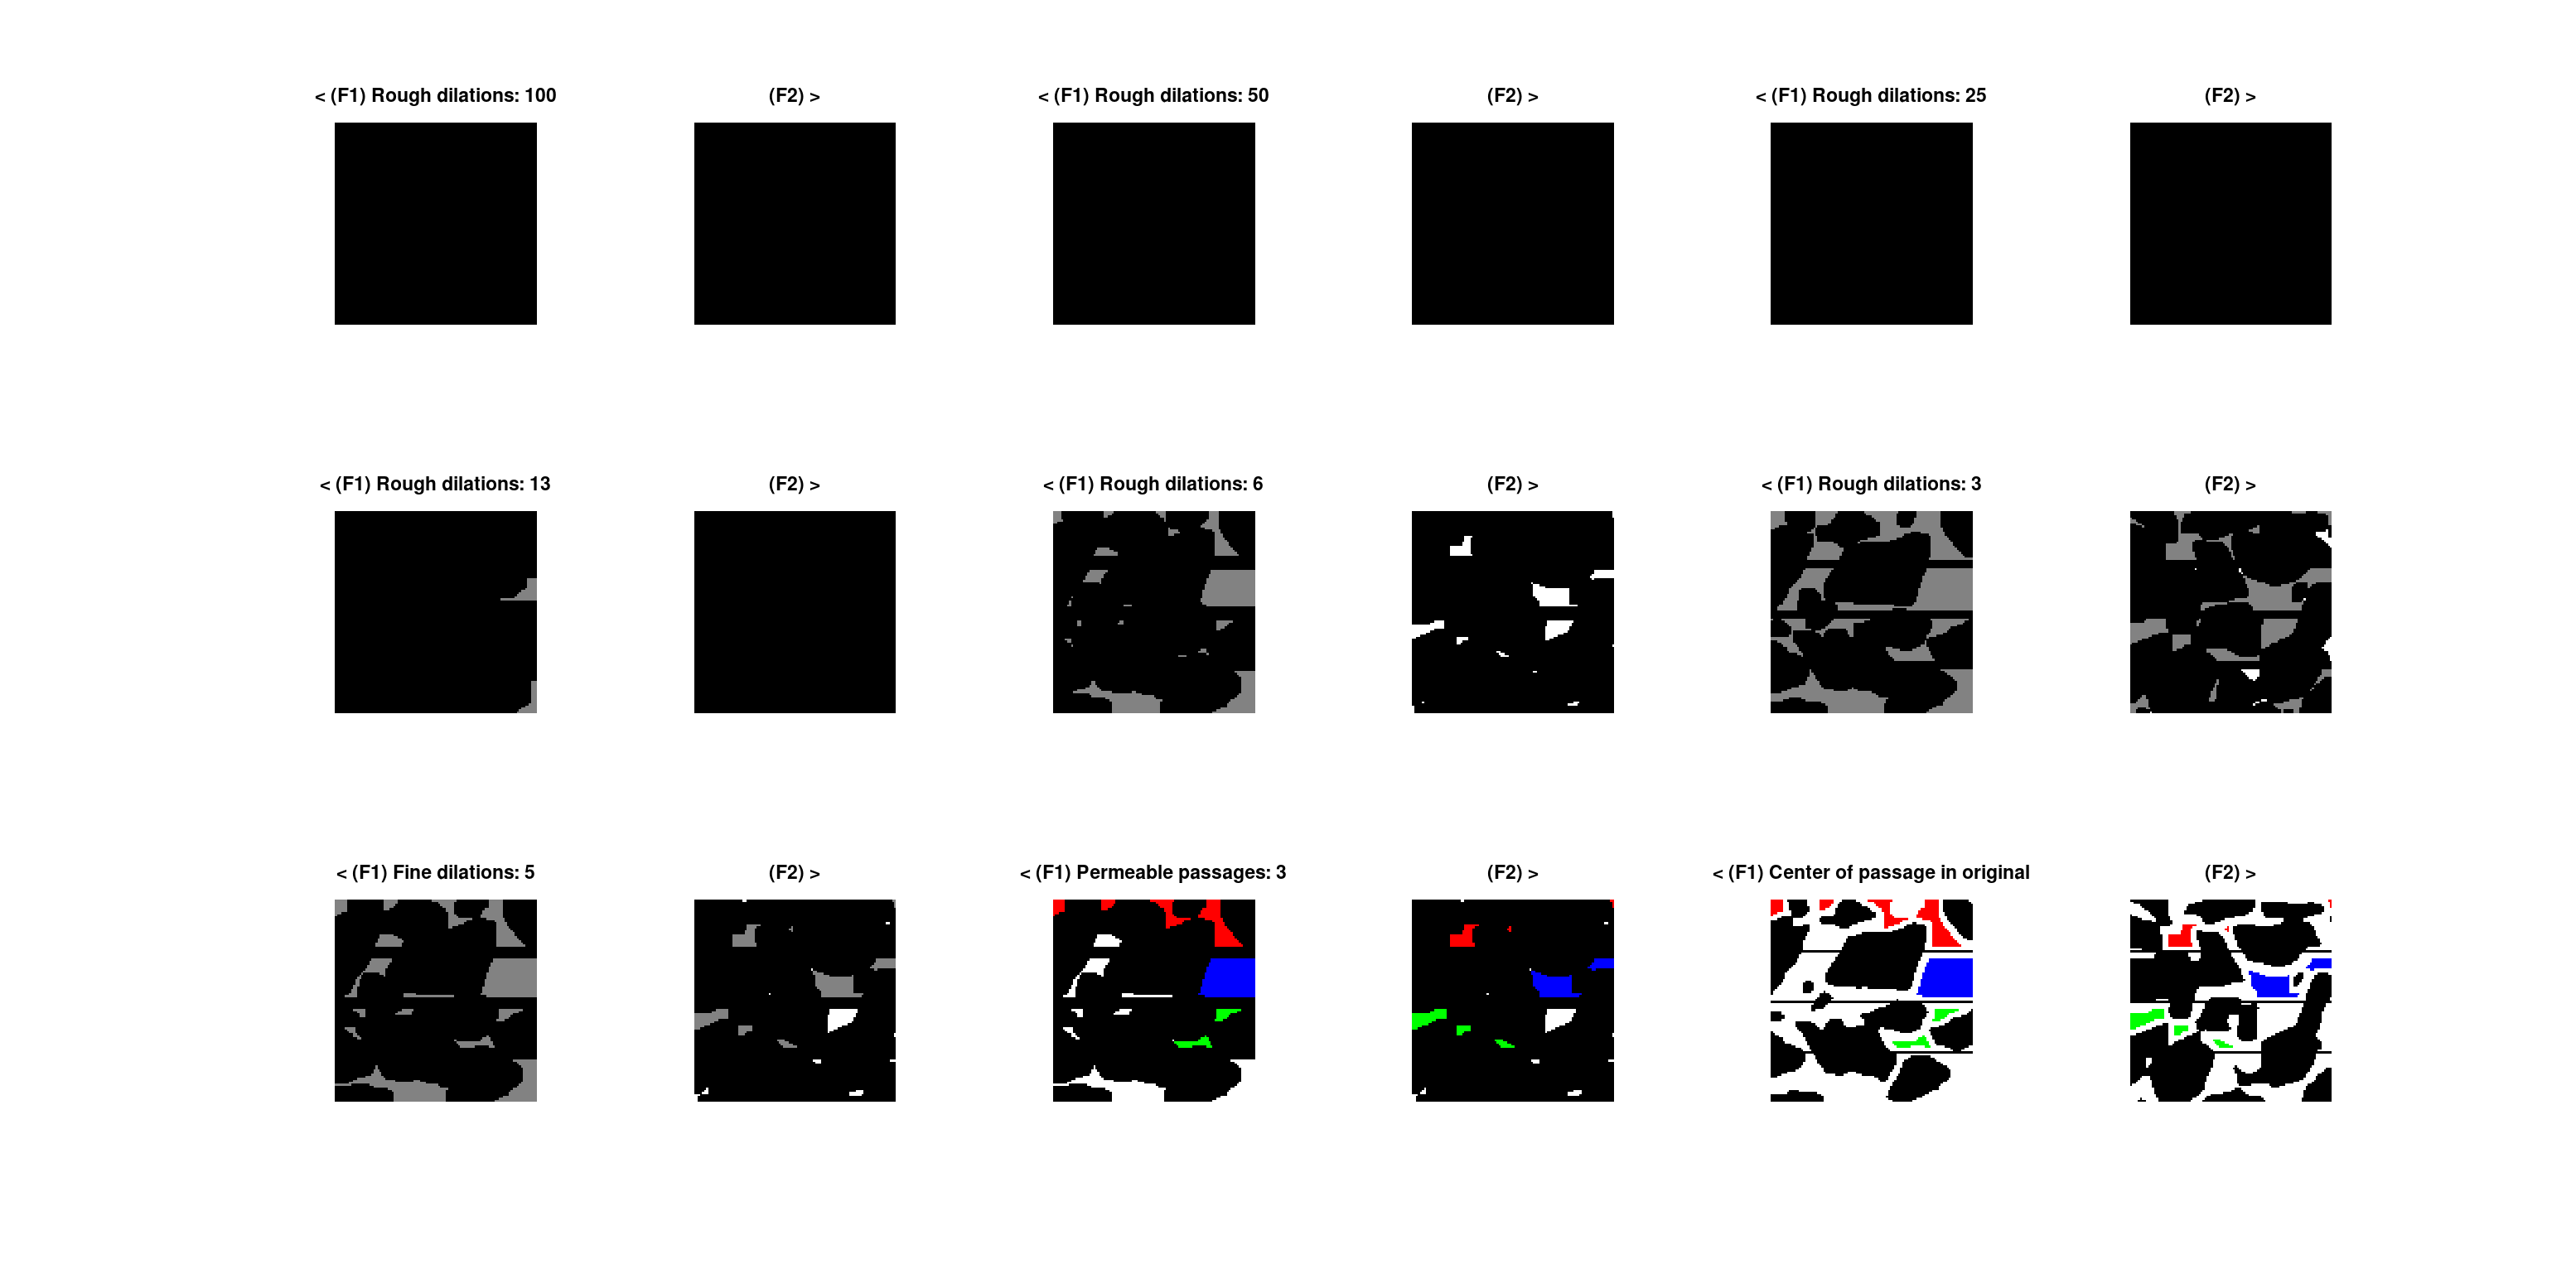 < (F1) Rough dilations: 100
(F2) >
< (F1) Rough dilations: 50
(F2) >
< (F1) Rough dilations: 25
(F2) >
< (F1) Rough dilations: 13
(F2) >
< (F1) Rough dilations: 6
(F2) >
< (F1) Rough dilations: 3
(F2) >
< (F1) Fine dilations: 5
(F2) >
< (F1) Permeable passages: 3
(F2) >
< (F1) Center of passage in original
(F2) >